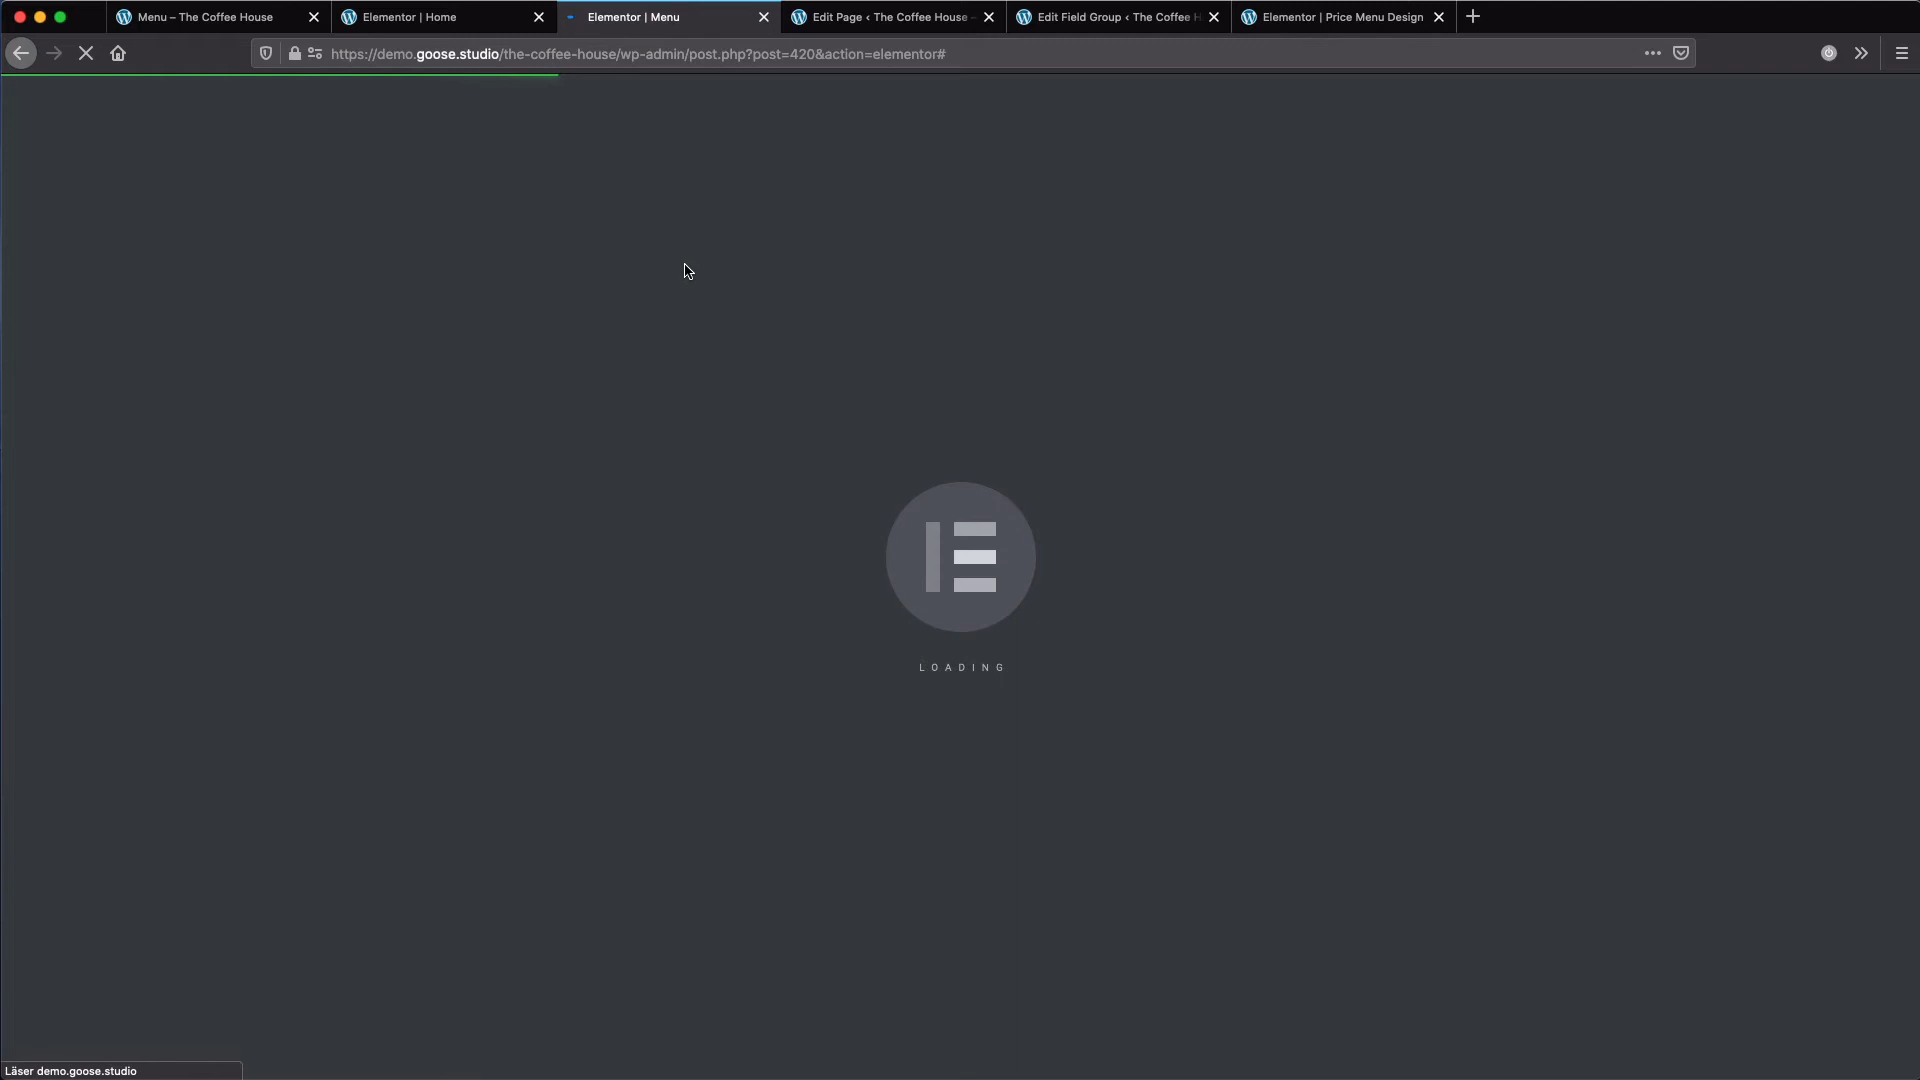 Menu – The Coffee House
Elementor | Home
Elementor | Menu
Edit Page ‹ The Coffee House
Edit Field Group ‹ The Coffee H
Elementor | Price Menu Design
https://demo.goose.studio/the-coffee-house/wp-admin/post.php?post=420&action=elementor#
LOADING
Läser demo.goose.studio